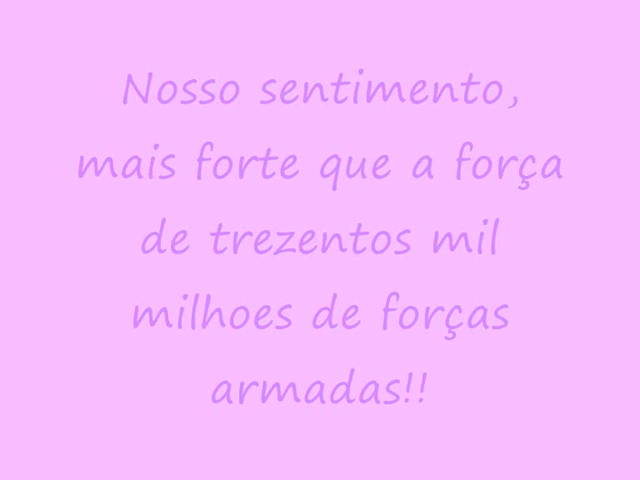 Nosso sentimento,
mais forte que a força
de trezentos mil
milhoes de forças
armadas!!